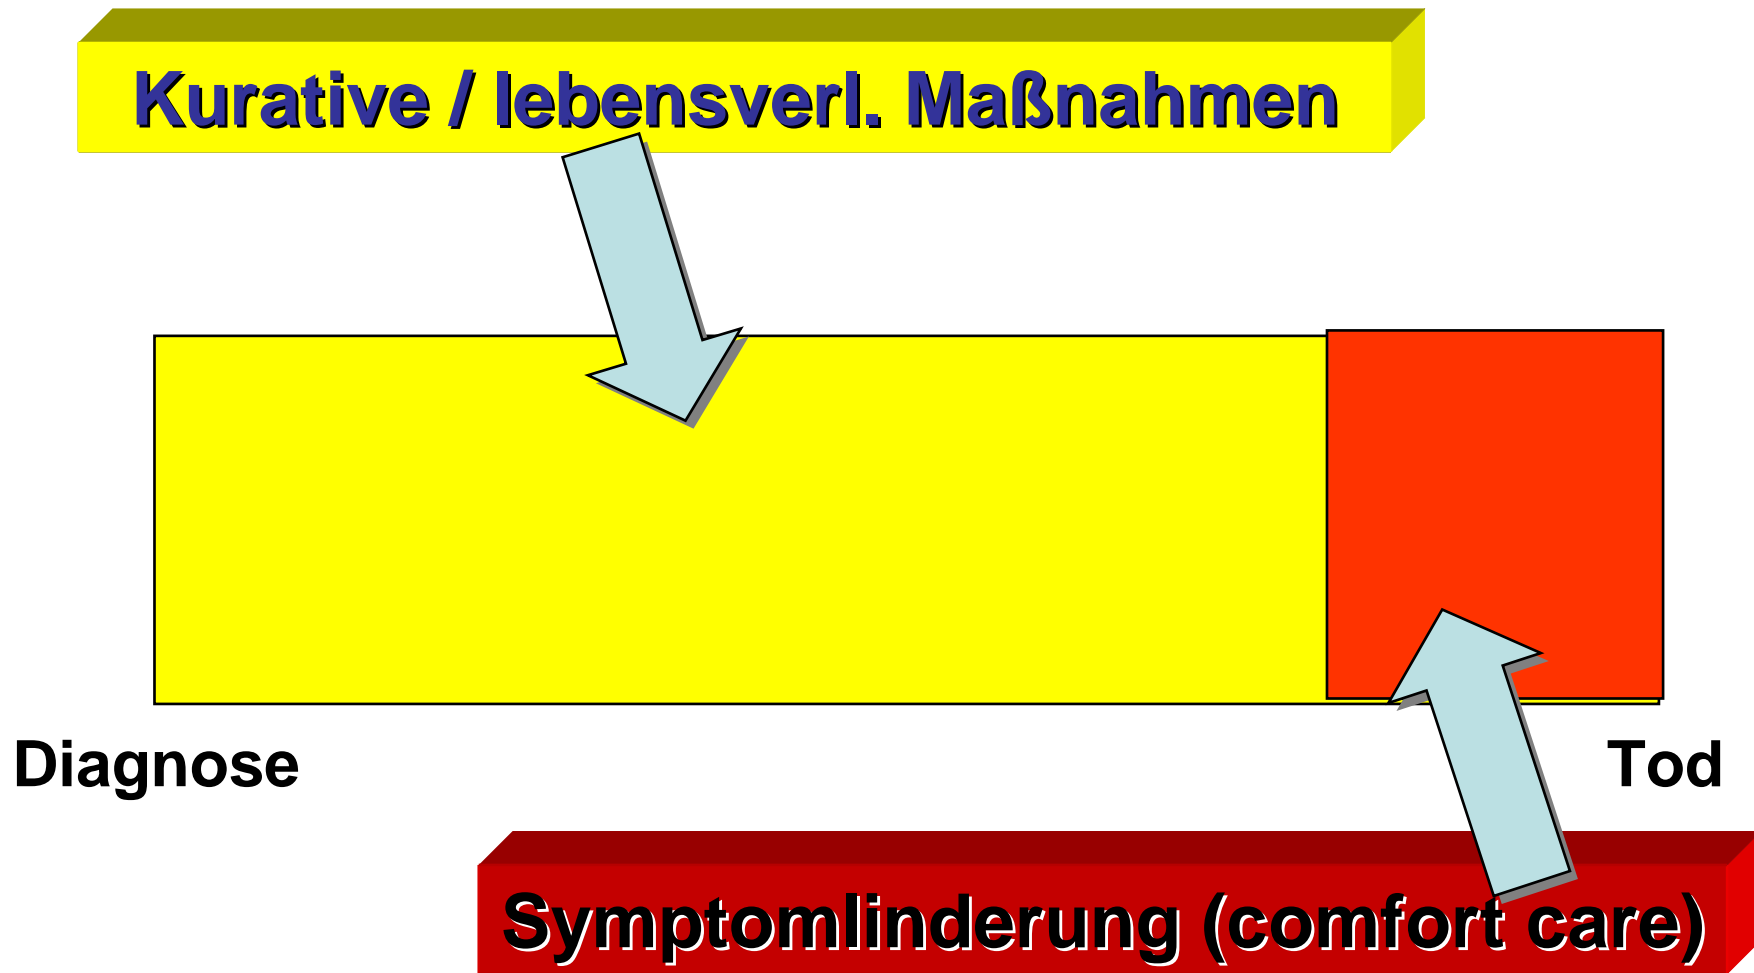 Kurative / lebensverl. Maßnahmen
Diagnose
Tod
Symptomlinderung (comfort care)